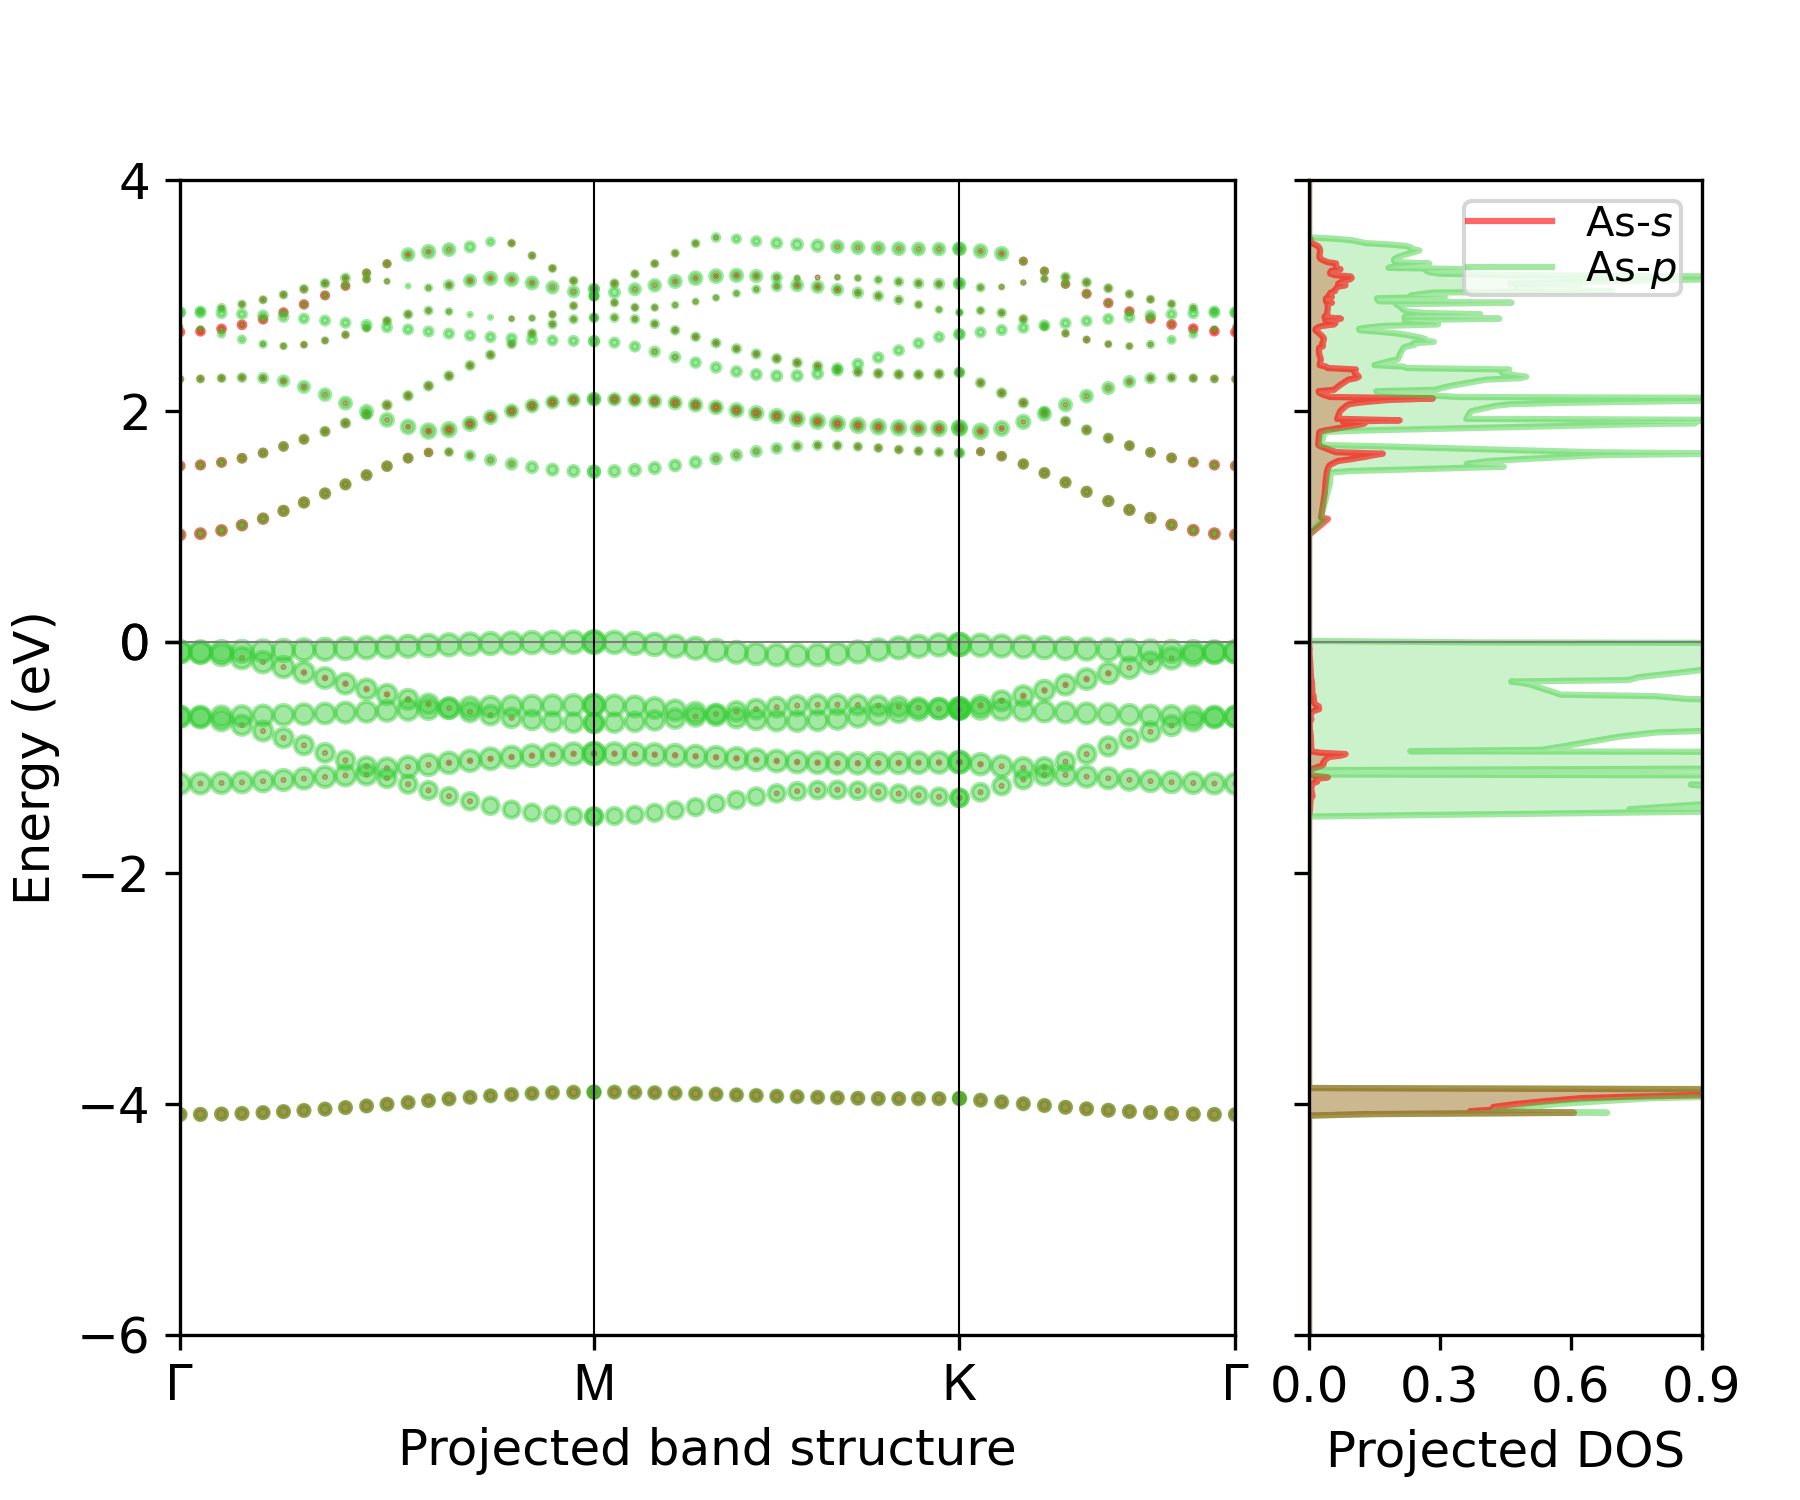 4
2
0
−2
−4
−6
Energy (eV)
Γ
M
K
Γ
Projected band structure
As-s
As-p
0.0
0.3
0.6
0.9
Projected DOS